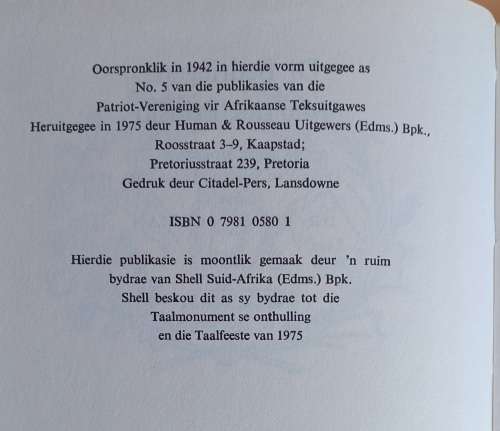 Oorspronklik in 1942 in hierdie vorm uitgegee as
No. 5 van die publikasies van die
Patriot-Vereniging vir Afrikaanse Teksuitgawes
Heruitgegee in 1975 deur Human & Rousseau Uitgewers (Edms.) Bpk.,
Roosstraat 3–9, Kaapstad;
Pretoriusstraat 239, Pretoria
Gedruk deur Citadel-Pers, Lansdowne
ISBN 0 7981 0580 1
Hierdie publikasie is moontlik gemaak deur 'n ruim
bydrae van Shell Suid-Afrika (Edms.) Bpk.
Shell beskou dit as sy bydrae tot die
Taalmonument se onthulling
en die Taalfeeste van 1975